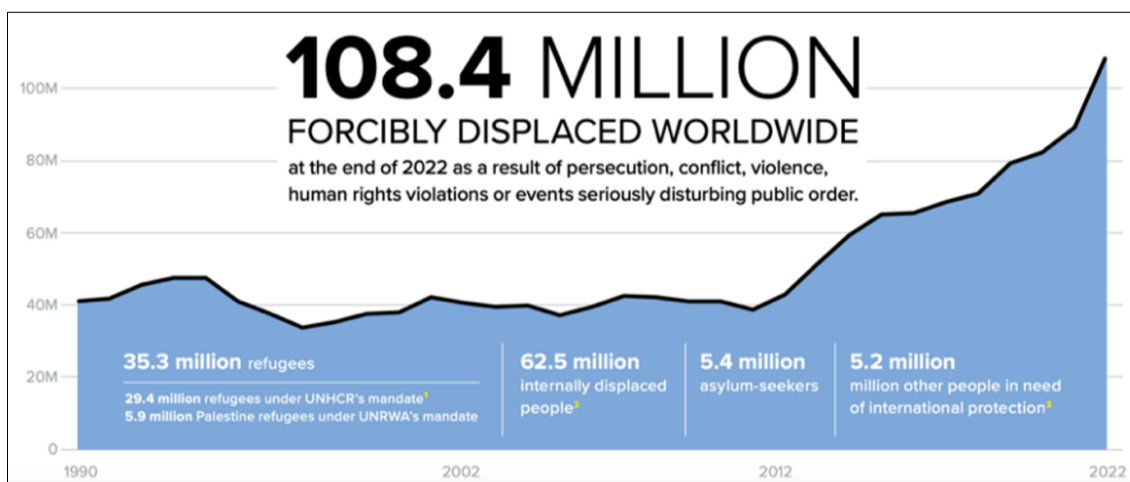 108.4 MILLION
FORCIBLY DISPLACED WORLDWIDE
at the end of 2022 as a result of persecution, conflict, violence,
human rights violations or events seriously disturbing public order.
100M
80M
60M
40M
20M
0
35.3 million refugees
29.4 million refugees under UNHCR's mandate¹
5.9 million Palestine refugees under UNRWA's mandate
62.5 million
internally displaced
people²
5.4 million
asylum-seekers
5.2 million
million other people in need
of international protection³
1990
2002
2012
2022